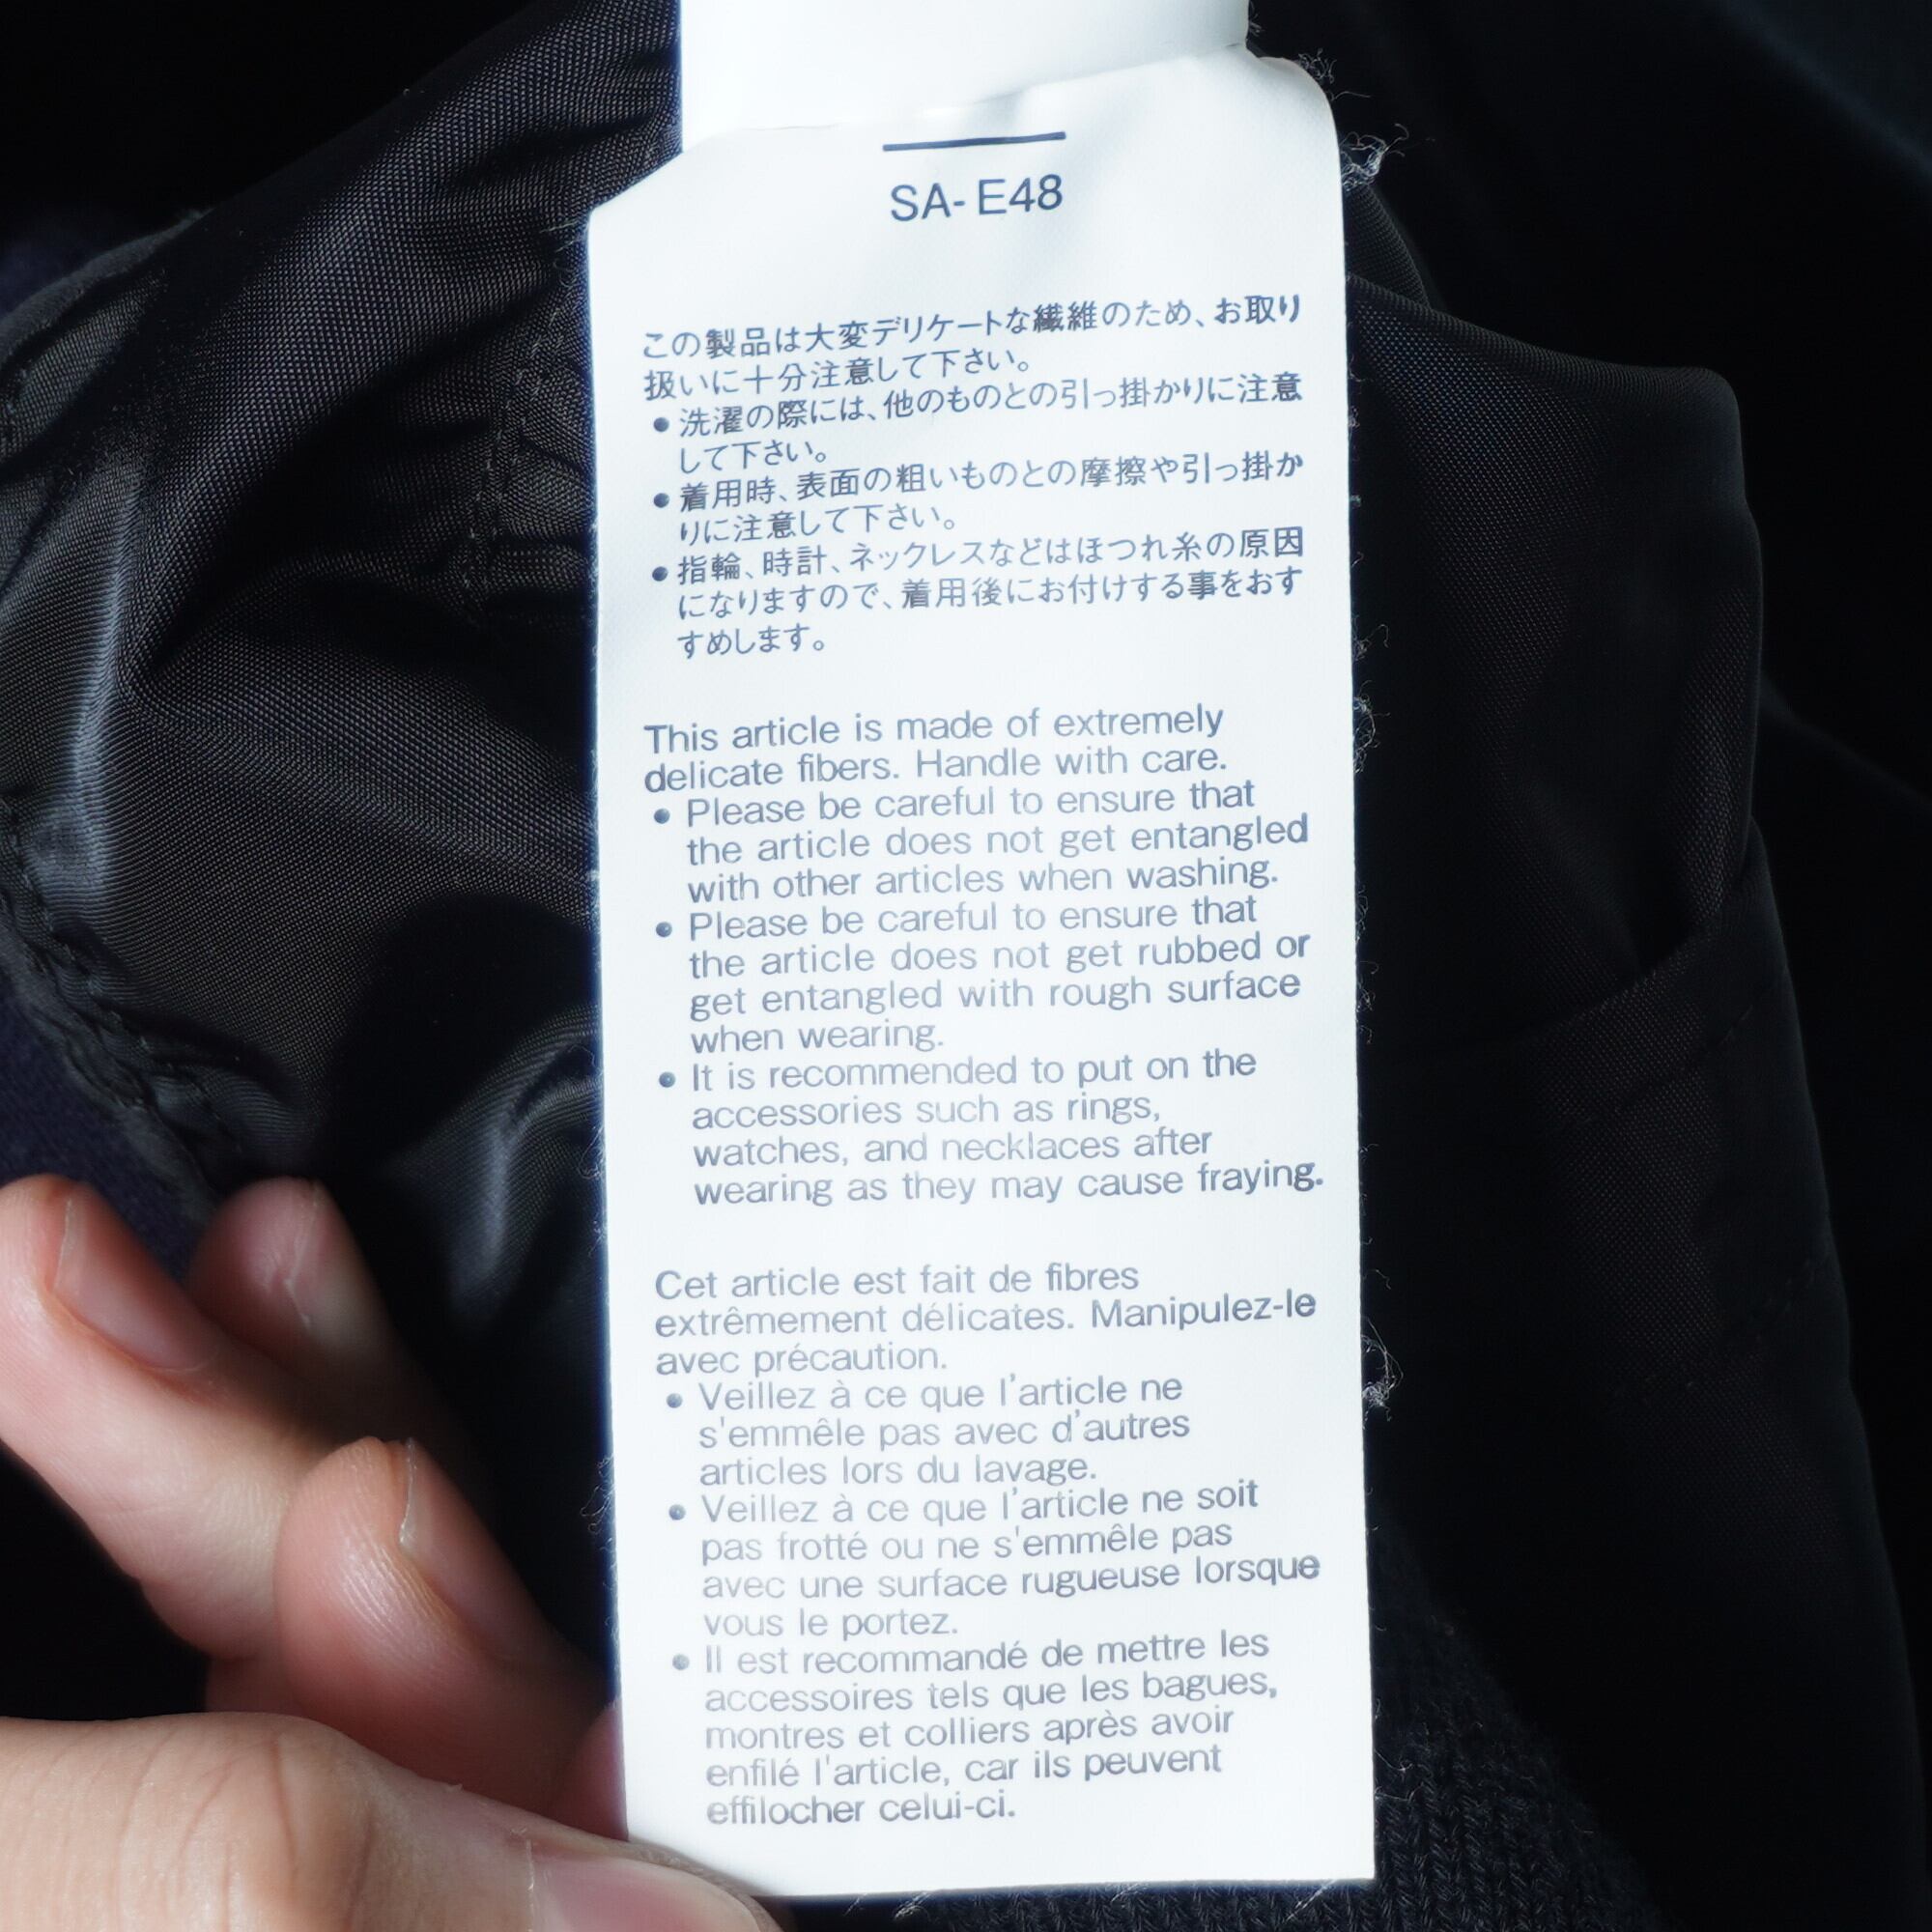 SA-E48
この製品は大変デリケートな繊維のため、お取り
扱いに十分注意して下さい。
● 洗濯の際には、他のものとの引っ掛かりに注意
して下さい。
● 着用時、表面の粗いものとの摩擦や引っ掛か
りに注意して下さい。
● 指輪、時計、ネックレスなどはほつれ糸の原因
になりますので、着用後にお付けする事をおす
すめします。
This article is made of extremely
delicate fibers. Handle with care.
● Please be careful to ensure that
the article does not get entangled
with other articles when washing.
● Please be careful to ensure that
the article does not get rubbed or
get entangled with rough surface
when wearing.
● It is recommended to put on the
accessories such as rings,
watches, and necklaces after
wearing as they may cause fraying.
Cet article est fait de fibres
extrêmement délicates. Manipulez-le
avec précaution.
● Veillez à ce que l'article ne
s'emmêle pas avec d'autres
articles lors du lavage.
● Veillez à ce que l'article ne soit
pas frotté ou ne s'emmêle pas
avec une surface rugueuse lorsque
vous le portez.
● Il est recommandé de mettre les
accessoires tels que les bagues,
montres et colliers après avoir
enfilé l'article, car ils peuvent
effilocher celui-ci.